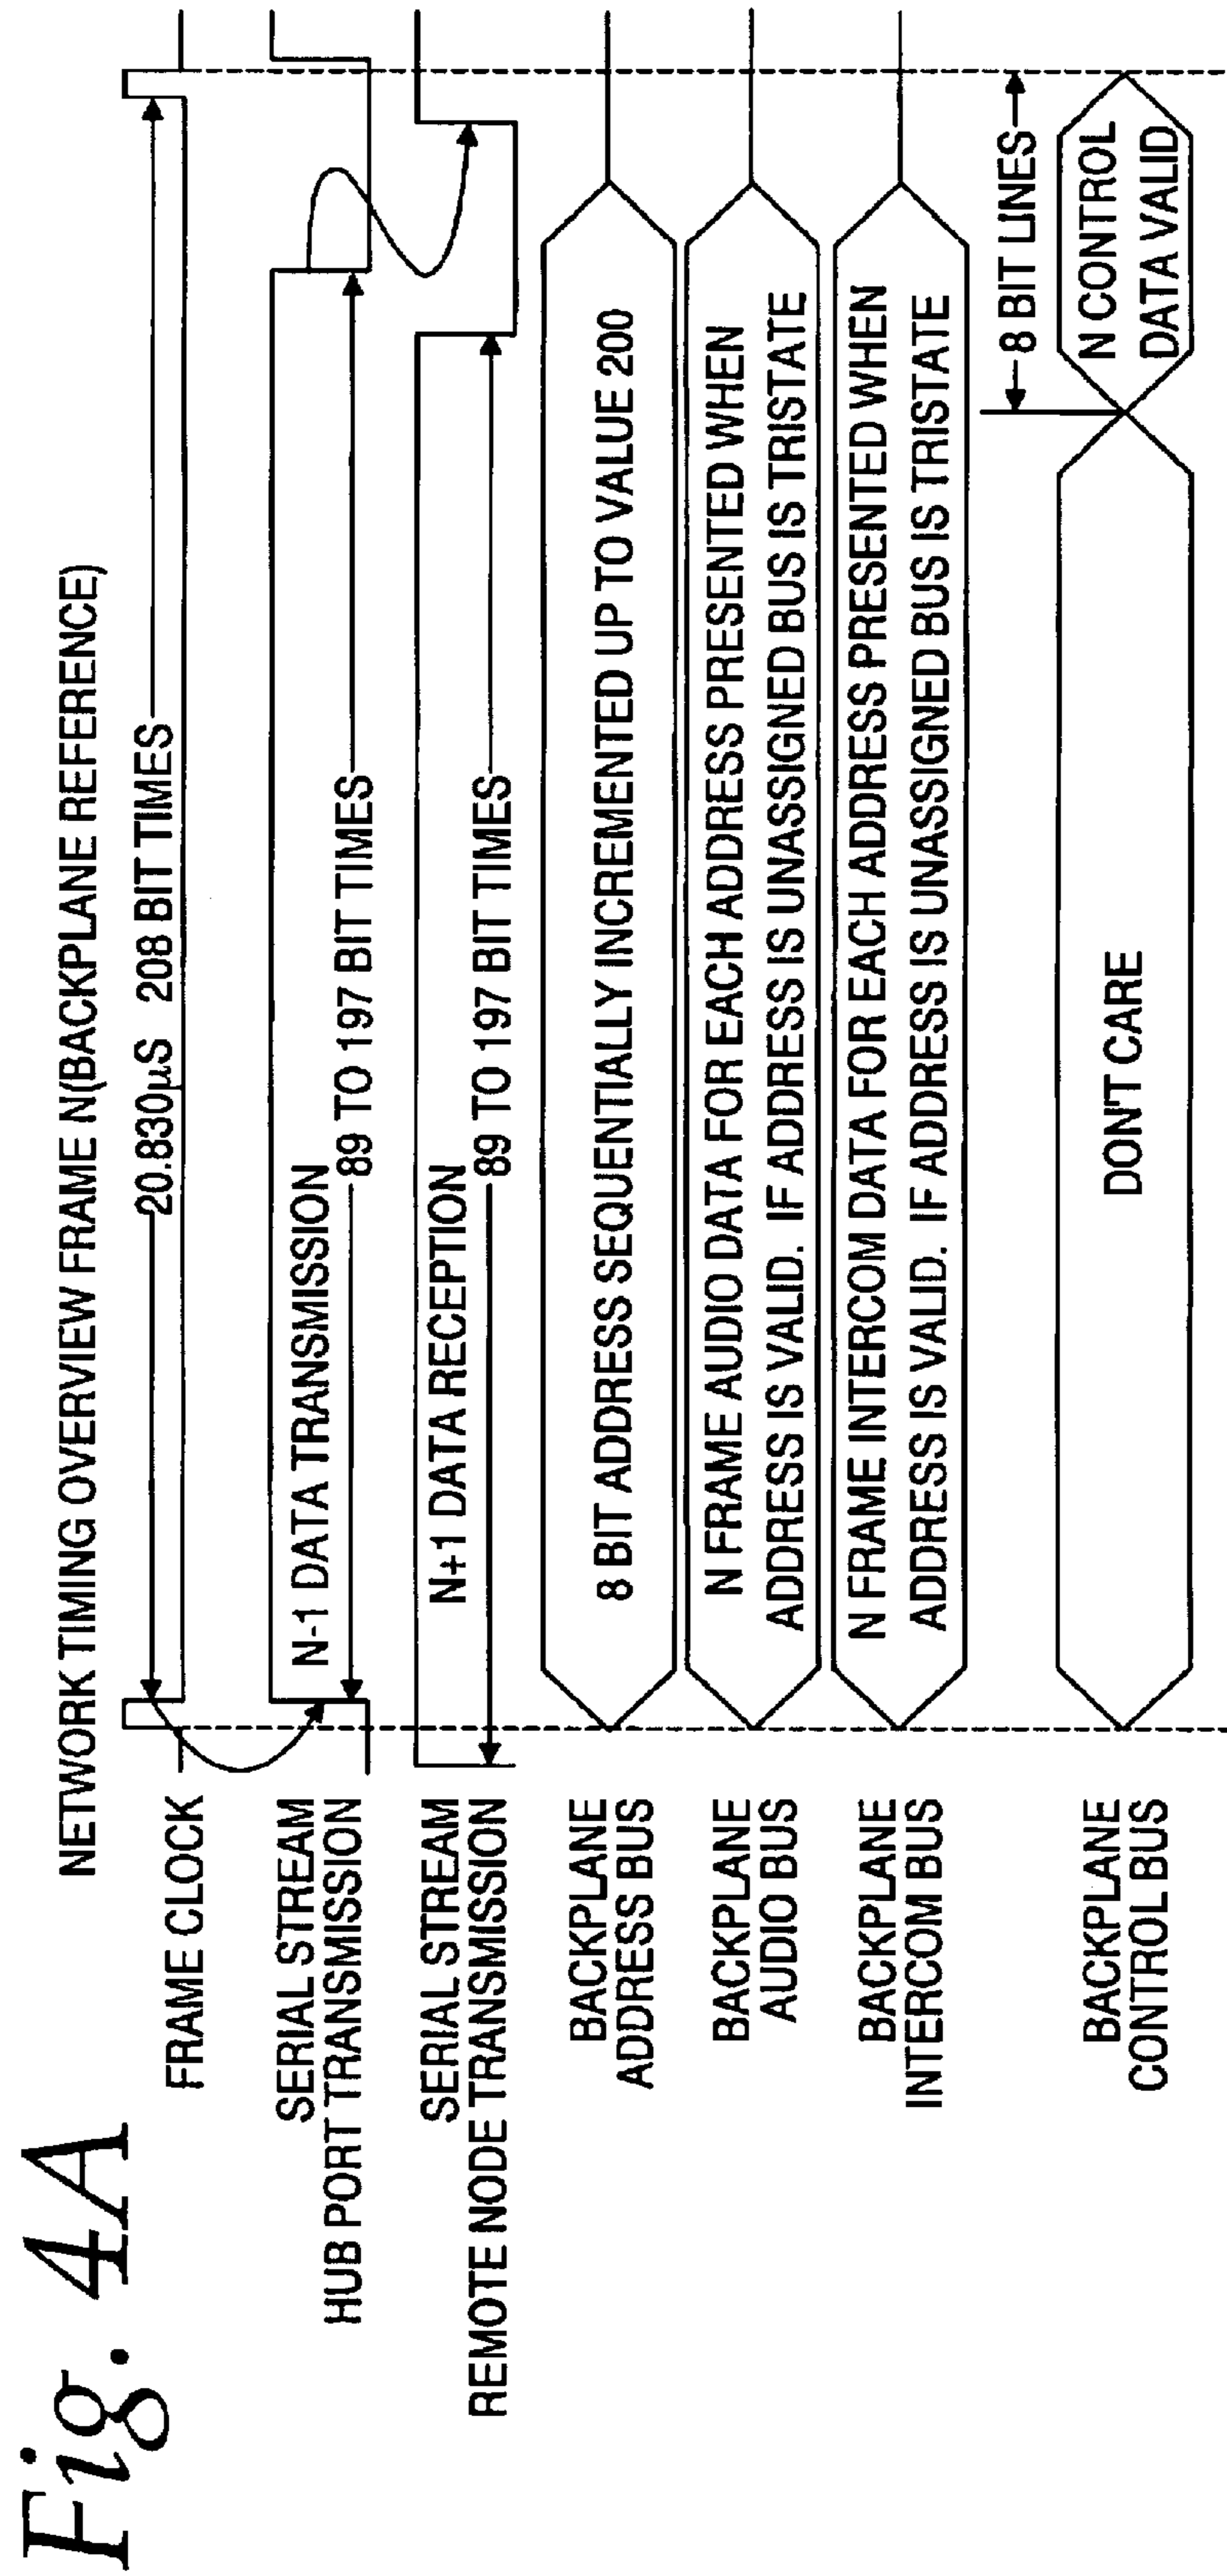 Fig. 4A
NETWORK TIMING OVERVIEW FRAME N(BACKPLANE REFERENCE)
FRAME CLOCK
20.830µS 208 BIT TIMES
SERIAL STREAM
HUB PORT TRANSMISSION
N-1 DATA TRANSMISSION
89 TO 197 BIT TIMES
SERIAL STREAM
REMOTE NODE TRANSMISSION
N+1 DATA RECEPTION
89 TO 197 BIT TIMES
BACKPLANE
ADDRESS BUS
8 BIT ADDRESS SEQUENTIALLY INCREMENTED UP TO VALUE 200
BACKPLANE
AUDIO BUS
N FRAME AUDIO DATA FOR EACH ADDRESS PRESENTED WHEN
ADDRESS IS VALID. IF ADDRESS IS UNASSIGNED BUS IS TRISTATE
BACKPLANE
INTERCOM BUS
N FRAME INTERCOM DATA FOR EACH ADDRESS PRESENTED WHEN
ADDRESS IS VALID. IF ADDRESS IS UNASSIGNED BUS IS TRISTATE
8 BIT LINES
BACKPLANE
CONTROL BUS
DON'T CARE
N CONTROL
DATA VALID